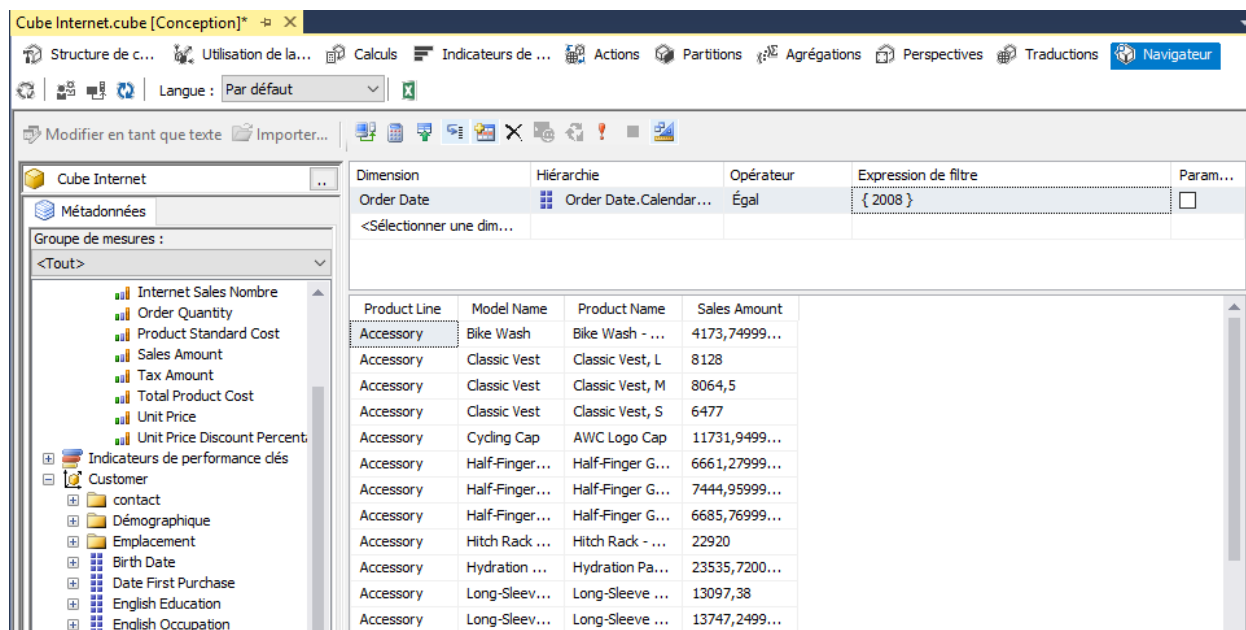 Cube Internet.cube [Conception]*
Structure de c... Utilisation de la... Calculs Indicateurs de ... Actions Partitions Agrégations Perspectives Traductions Navigateur
Langue : Par défaut
Modifier en tant que texte Importer...
Cube Internet ..
Métadonnées
Groupe de mesures :
<Tout>
Internet Sales Nombre
Order Quantity
Product Standard Cost
Sales Amount
Tax Amount
Total Product Cost
Unit Price
Unit Price Discount Percent
Indicateurs de performance clés
Customer
contact
Démographique
Emplacement
Birth Date
Date First Purchase
English Education
English Occupation
Dimension Hiérarchie Opérateur Expression de filtre Param...
Order Date Order Date.Calendar... Égal { 2008 }
<Sélectionner une dim...
Product Line Model Name Product Name Sales Amount
Accessory Bike Wash Bike Wash - ... 4173,74999...
Accessory Classic Vest Classic Vest, L 8128
Accessory Classic Vest Classic Vest, M 8064,5
Accessory Classic Vest Classic Vest, S 6477
Accessory Cycling Cap AWC Logo Cap 11731,9499...
Accessory Half-Finger... Half-Finger G... 6661,27999...
Accessory Half-Finger... Half-Finger G... 7444,95999...
Accessory Half-Finger... Half-Finger G... 6685,76999...
Accessory Hitch Rack ... Hitch Rack - ... 22920
Accessory Hydration ... Hydration Pa... 23535,7200...
Accessory Long-Sleev... Long-Sleeve ... 13097,38
Accessory Long-Sleev... Long-Sleeve ... 13747,2499...